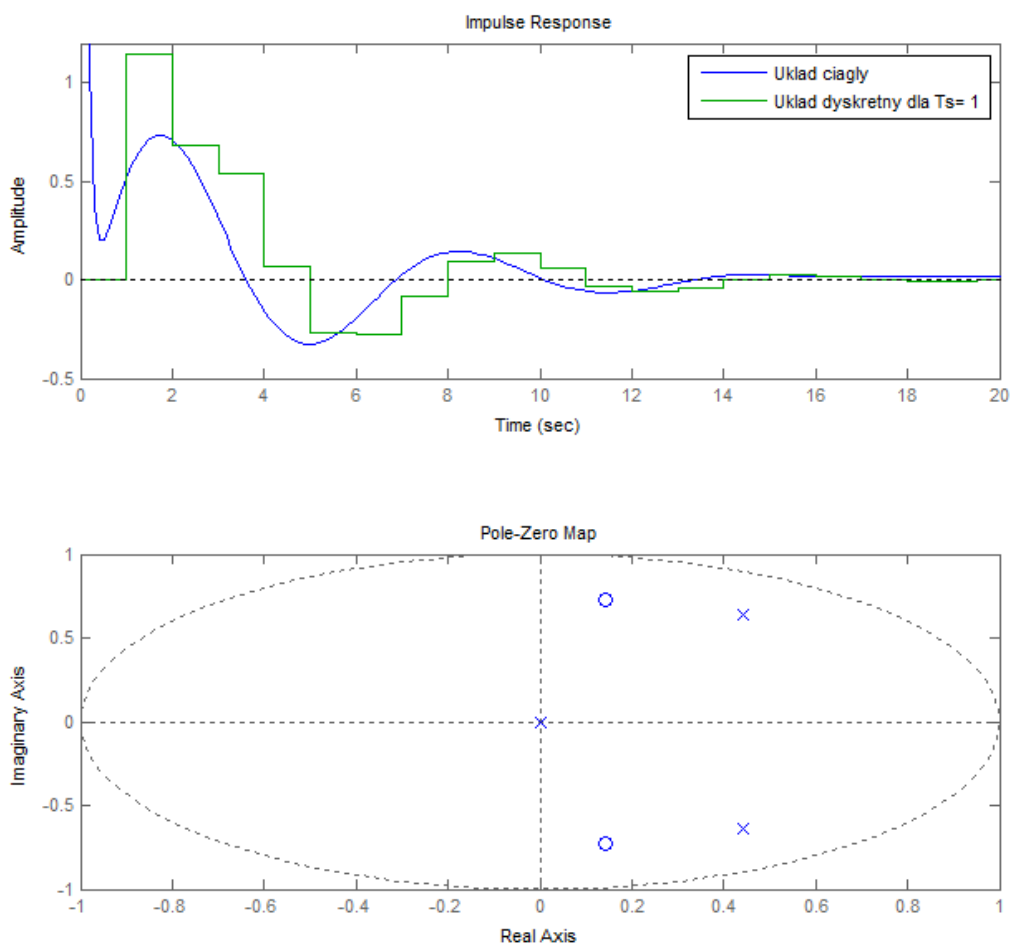 Impulse Response
Uklad ciagly
Uklad dyskretny dla Ts= 1
1
0.5
0
-0.5
Amplitude
0 2 4 6 8 10 12 14 16 18 20
Time (sec)
Pole-Zero Map
1
0.5
0
-0.5
-1
Imaginary Axis
-1 -0.8 -0.6 -0.4 -0.2 0 0.2 0.4 0.6 0.8 1
Real Axis